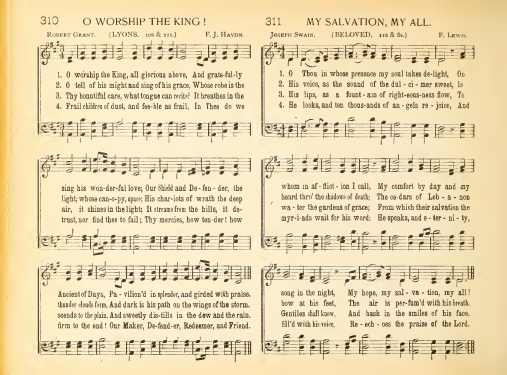 310 O WORSHIP THE KING!
ROBERT GRANT. (LYONS. 10s & 11s.) F. J. HAYDN.
1. O worship the King, all glorious above, And grate-ful-ly
2. O tell of his might and sing of his grace, Whose robe is the
3. Thy bountiful care, what tongue can recite? It breathes in the
4. Frail children of dust, and fee-ble as frail, In Thee do we
sing his won-der-ful love; Our Shield and De-fen-der, the
light; whose can-o-py, space; His char-iots of wrath the deep
air, it shines in the light; It streams from the hills, it de-
trust, nor find thee to fail; Thy mercies, how ten-der! how
Ancient of Days, Pa-vilion'd in splendor, and girded with praise.
thunder clouds form, And dark is his path on the wings of the storm.
scends to the plain, And sweetly dis-tills in the dew and the rain.
firm to the end! Our Maker, De-fend-er, Redeemer, and Friend.
311 MY SALVATION, MY ALL.
JOSEPH SWAIN. (BELOVED, 11s & 8s.) F. LEWIS.
1. O Thou in whose presence my soul takes de-light, On
2. His voice, as the sound of the dul-ci-mer sweet, Is
3. His lips, as a fount-ain of right-eous-ness flow, To
4. He looks, and ten thous-ands of an-gels re-joice, And
whom in af-flict-ion I call, My comfort by day and my
heard thro' the shadows of death; The ce-dars of Leb-a-non
wa-ter the gardens of grace; From which their salvation the
myr-i-ads wait for his word; He speaks, and e-ter-ni-ty,
song in the night, My hope, my sal-va-tion, my all!
bow at his feet, The air is per-fum'd with his breath.
Gentiles shall know, And bask in the smiles of his face.
fill'd with his voice, Re-ech-oes the praise of the Lord.